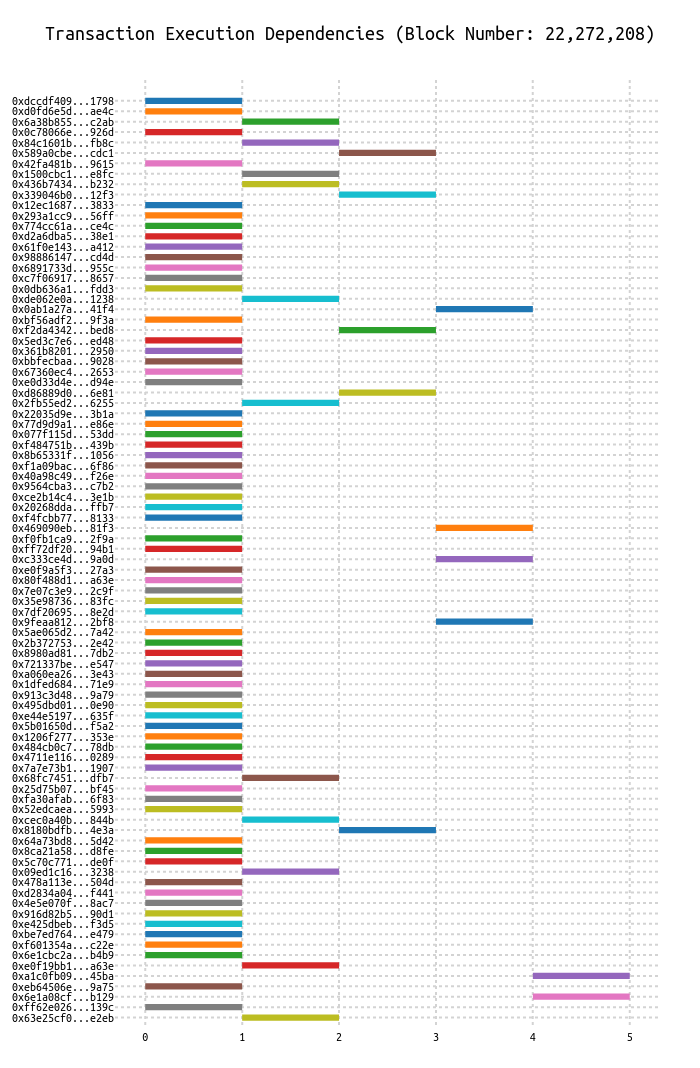 Transaction Execution Dependencies (Block Number: 22,272,208)
0xdccdf409...1798
0xd0fd6e5d...ae4c
0x6a38b855...c2ab
0x0c78066e...926d
0x84c1601b...fb8c
0x589a0cbe...cdc1
0x42fa481b...9615
0x1500cbc1...e8fc
0x436b7434...b232
0x339046b0...12f3
0x12ec1687...3833
0x293a1cc9...56ff
0x774cc61a...ce4c
0xd2a6dba5...38e1
0x61f0e143...a412
0x98886147...cd4d
0x6891733d...955c
0xc7f06917...8657
0x0db636a1...fdd3
0xde062e0a...1238
0x0ab1a27a...41f4
0xbf56adf2...9f3a
0xf2da4342...bed8
0x5ed3c7e6...ed48
0x361b8201...2950
0xbbfecbaa...9028
0x67360ec4...2653
0xe0d33d4e...d94e
0xd86889d0...6e81
0x2fb55ed2...6255
0x22035d9e...3b1a
0x77d9d9a1...e86e
0x077f115d...53dd
0xf484751b...439b
0x8b65331f...1056
0xf1a09bac...6f86
0x40a98c49...f26e
0x9564cba3...c7b2
0xce2b14c4...3e1b
0x20268dda...ffb7
0xf4fcbb77...8133
0x469090eb...81f3
0xf0fb1ca9...2f9a
0xff72df20...94b1
0xc333ce4d...9a0d
0xe0f9a5f3...27a3
0x80f488d1...a63e
0x7e07c3e9...2c9f
0x35e98736...83fc
0x7df20695...8e2d
0x9feaa812...2bf8
0x5ae065d2...7a42
0x2b372753...2e42
0x8980ad81...7db2
0x721337be...e547
0xa060ea26...3e43
0x1dfed684...71e9
0x913c3d48...9a79
0x495dbd01...0e90
0xe44e5197...635f
0x5b01650d...f5a2
0x1206f277...353e
0x484cb0c7...78db
0x4711e116...0289
0x7a7e73b1...1907
0x68fc7451...dfb7
0x25d75b07...bf45
0xfa30afab...6f83
0x52edcaea...5993
0xcec0a40b...844b
0x8180bdfb...4e3a
0x64a73bd8...5d42
0x8ca21a58...d8fe
0x5c70c771...de0f
0x09ed1c16...3238
0x478a113e...504d
0xd2834a04...f441
0x4e5e070f...8ac7
0x916d82b5...90d1
0xe425dbeb...f3d5
0xbe7ed764...e479
0xf601354a...c22e
0x6e1cbc2a...b4b9
0xe0f19bb1...a63e
0xa1c0fb09...45ba
0xeb64506e...9a75
0x6e1a08cf...b129
0xff62e026...139c
0x63e25cf0...e2eb
0 1 2 3 4 5